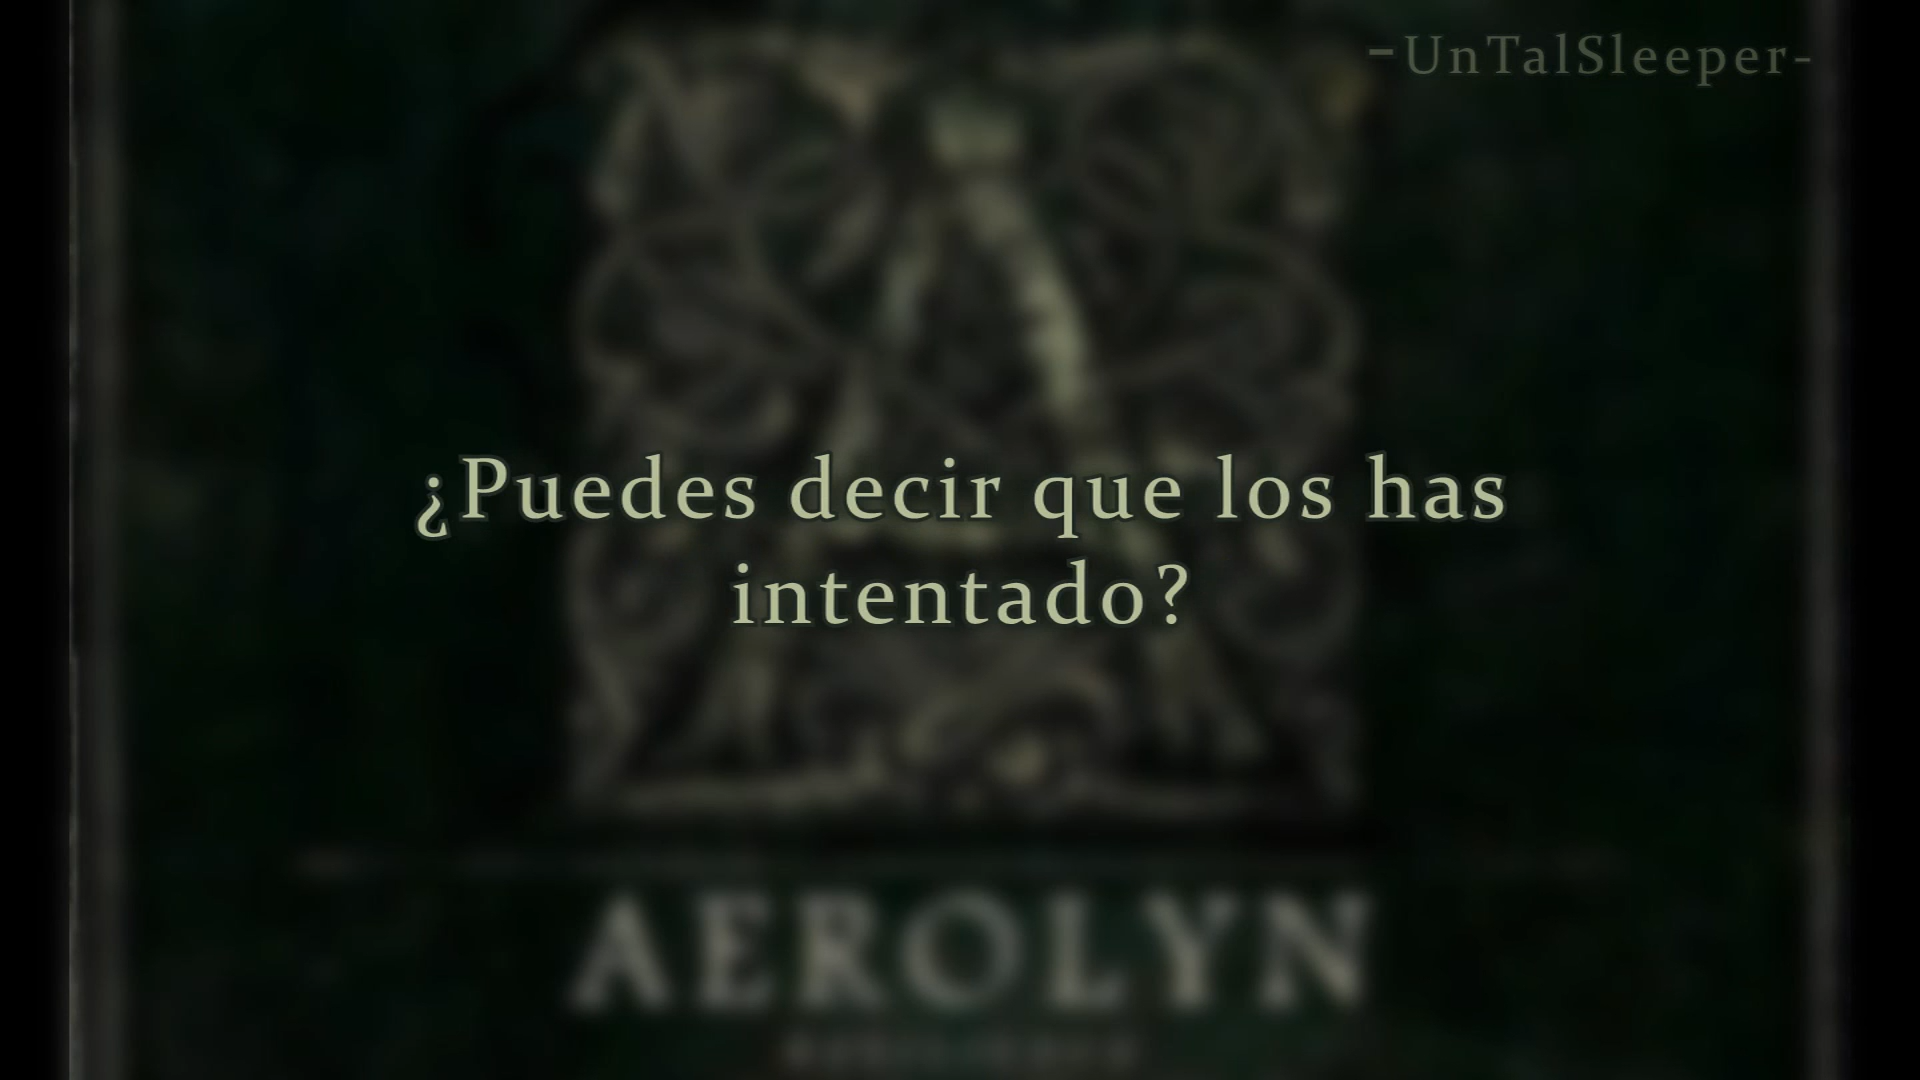 -UnTalSleeper-
¿Puedes decir que los has
intentado?
AEROLYN